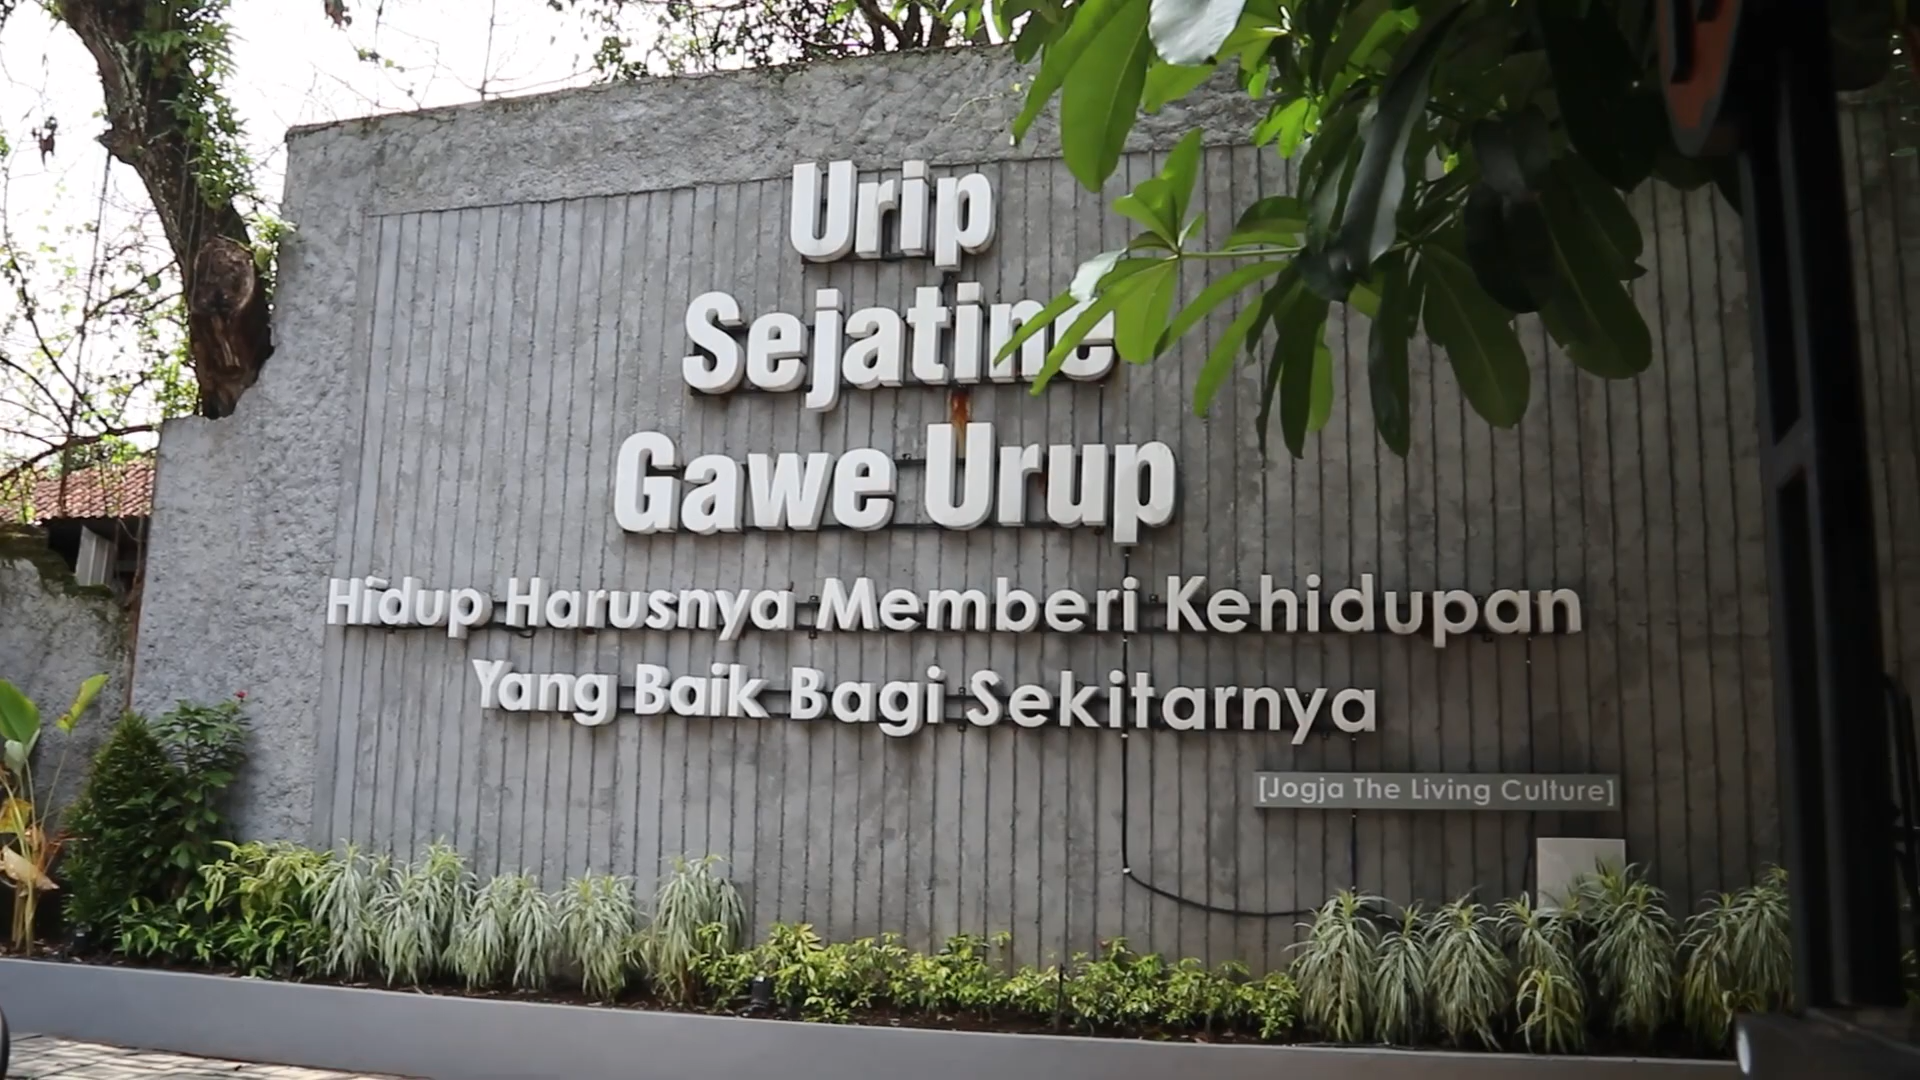 Urip
Sejatine
Gawe Urup
Hidup Harusnya Memberi Kehidupan
Yang Baik Bagi Sekitarnya
[Jogja The Living Culture]